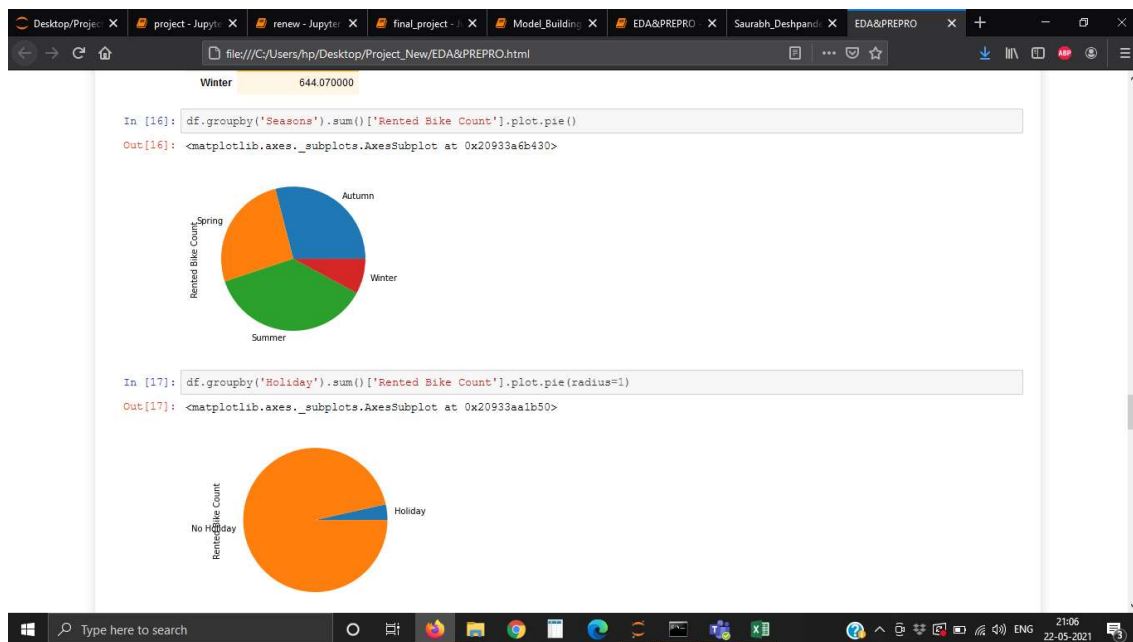 Desktop/Project
project - Jupyte
renew - Jupyter
final_project - J
Model_Building
EDA&PREPRO
Saurabh_Deshpande
EDA&PREPRO
file:///C:/Users/hp/Desktop/Project_New/EDA&PREPRO.html
ABP
Winter 644.070000
In [16]: df.groupby('Seasons').sum()['Rented Bike Count'].plot.pie()
Out[16]: <matplotlib.axes._subplots.AxesSubplot at 0x20933a6b430>
Autumn
Spring
Rented Bike Count
Winter
Summer
In [17]: df.groupby('Holiday').sum()['Rented Bike Count'].plot.pie(radius=1)
Out[17]: <matplotlib.axes._subplots.AxesSubplot at 0x20933aa1b50>
Rented Bike Count
Holiday
No Holiday
Type here to search
ENG
21:06
22-05-2021
3